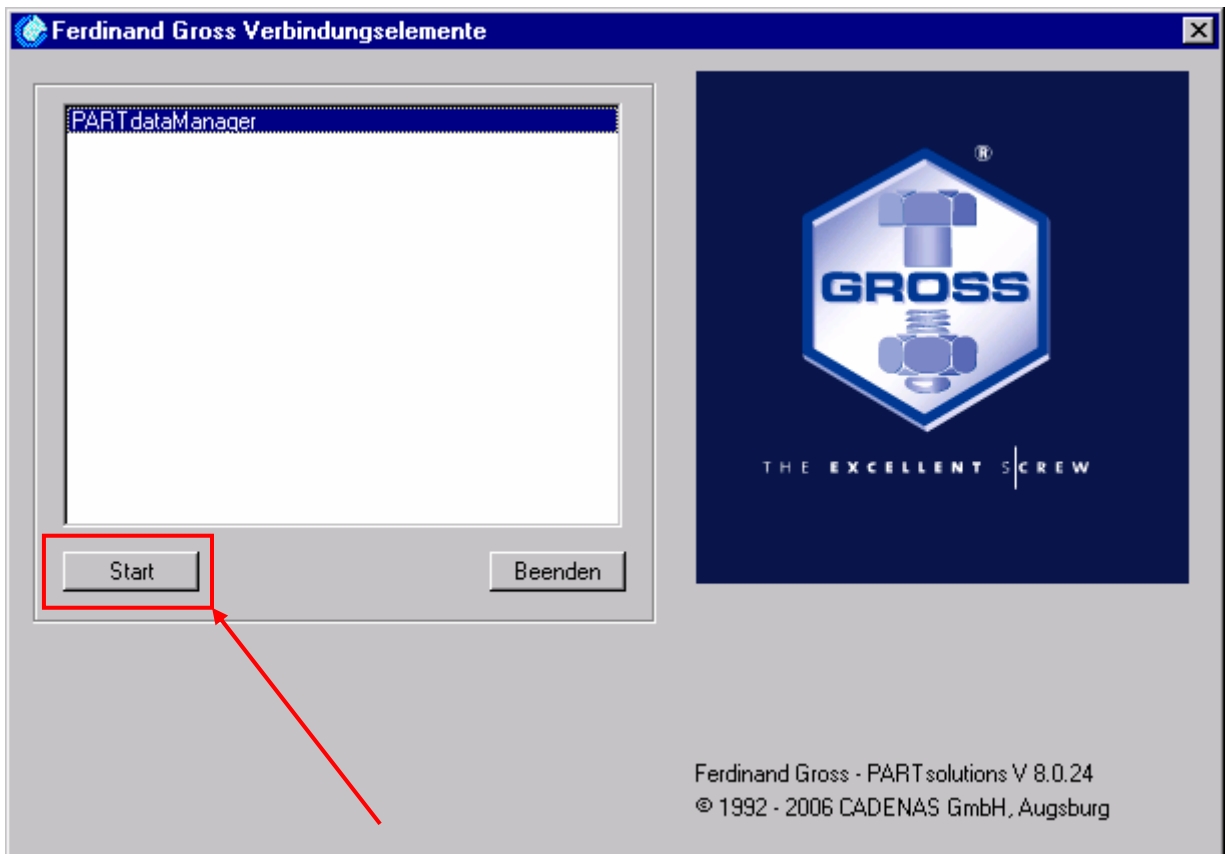 Ferdinand Gross Verbindungselemente
PARTdataManager
Start
Beenden
®
GROSS
THE EXCELLENT SCREW
Ferdinand Gross - PARTsolutions V 8.0.24
© 1992 - 2006 CADENAS GmbH, Augsburg